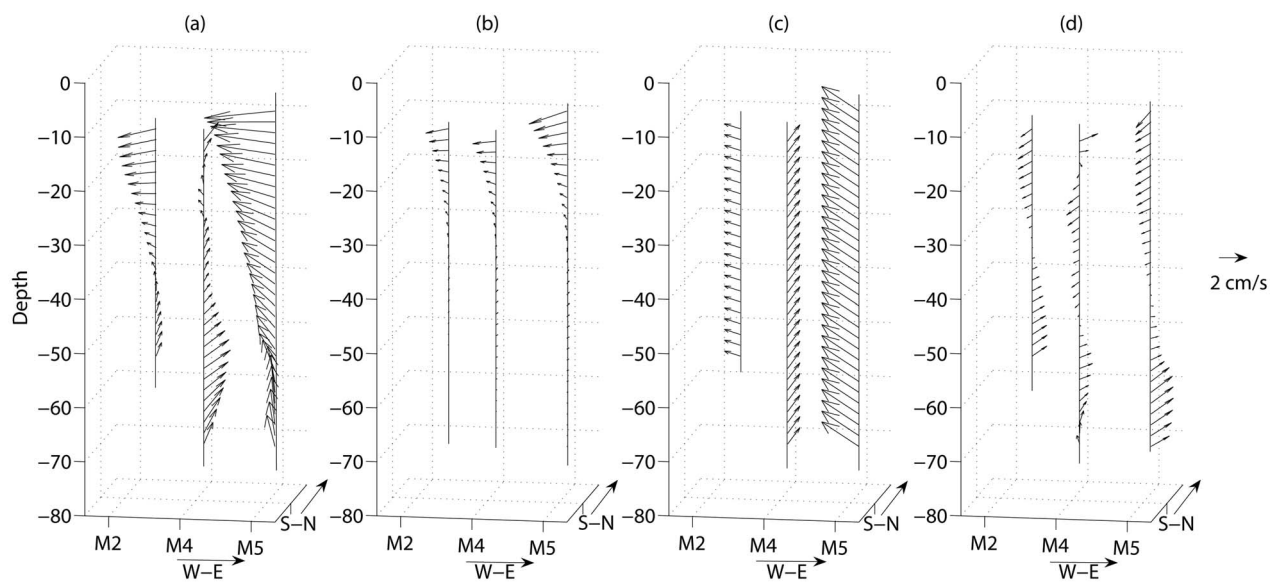 (a) (b) (c) (d)
Depth
0 0 0 0
−10 −10 −10 −10
−20 −20 −20 −20
−30 −30 −30 −30
2 cm/s
−40 −40 −40 −40
−50 −50 −50 −50
−60 −60 −60 −60
−70 −70 −70 −70
−80 −80 −80 −80
S−N S−N S−N S−N
M2 M4 M5 M2 M4 M5 M2 M4 M5 M2 M4 M5
W−E W−E W−E W−E